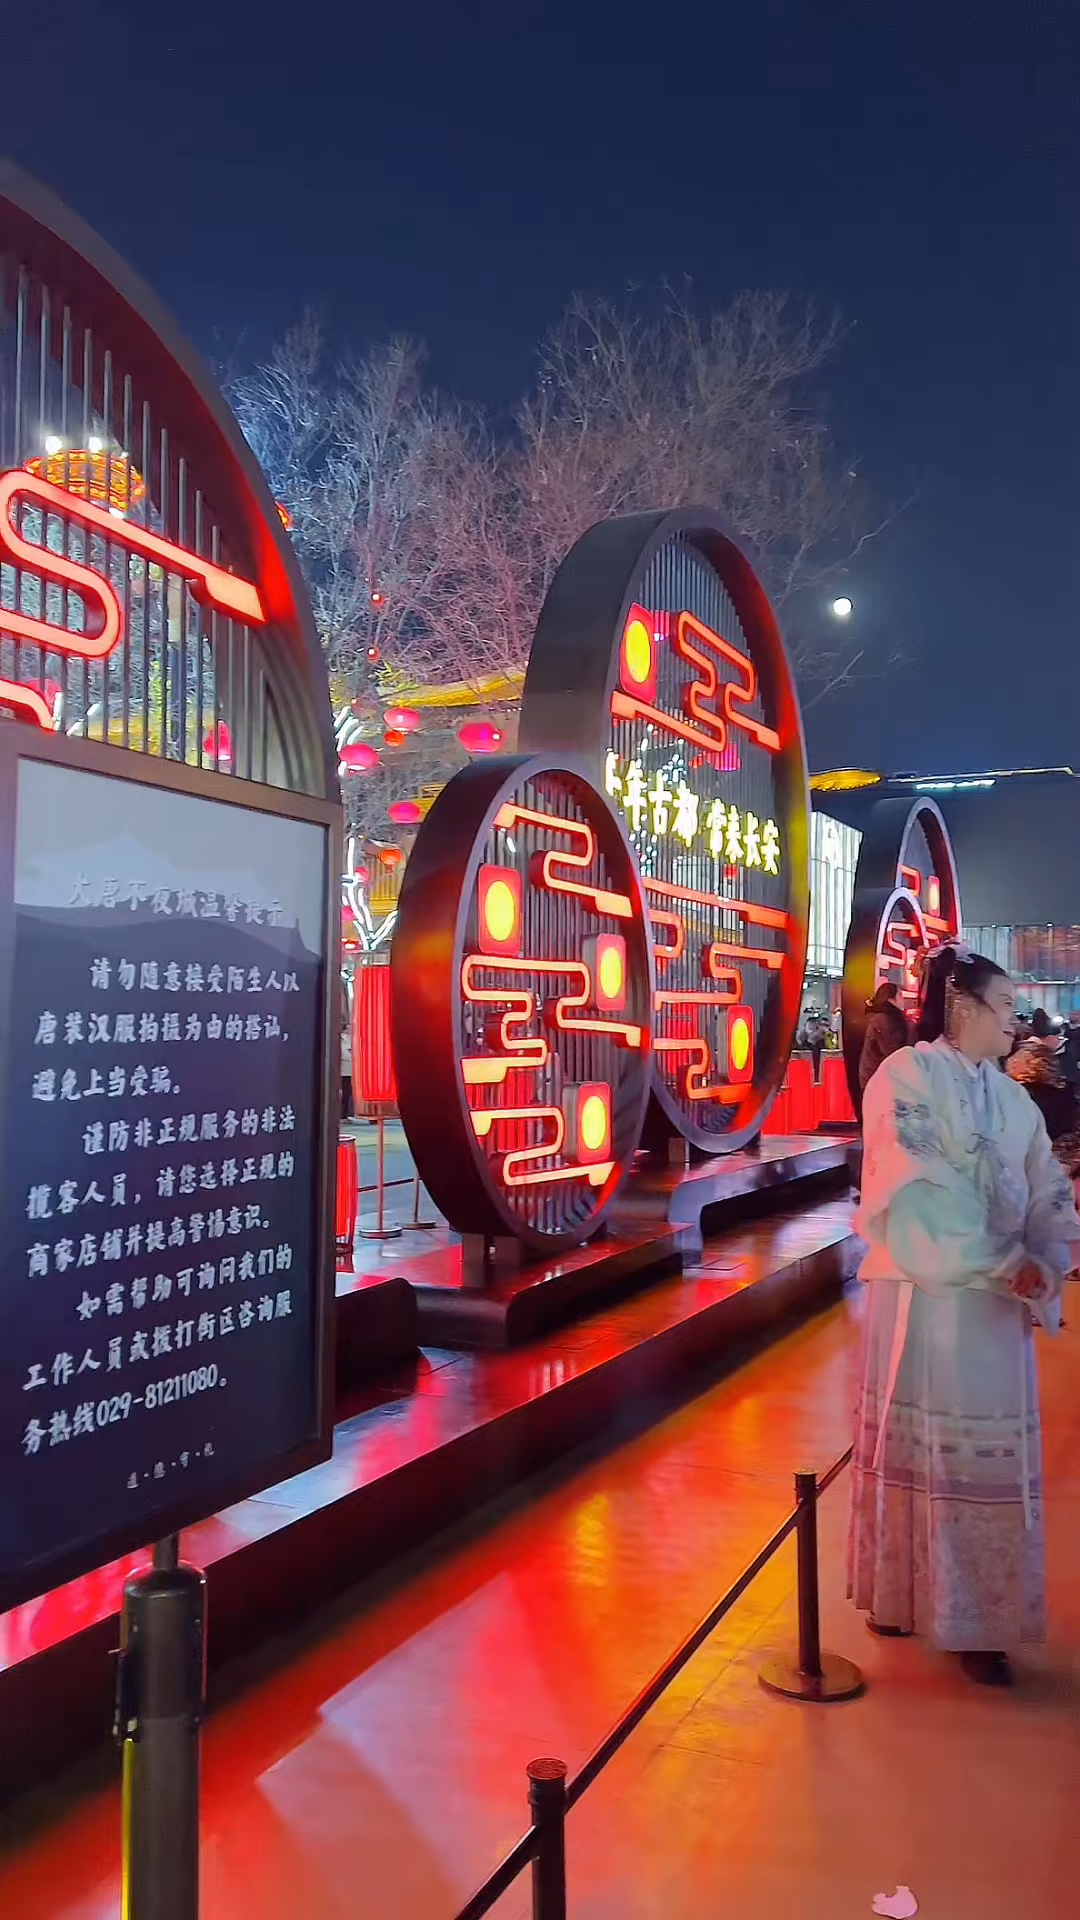 大唐不夜城温馨提示
请勿随意接受陌生人以
唐装汉服拍摄为由的搭讪，
避免上当受骗。
谨防非正规服务的非法
揽客人员，请您选择正规的
商家店铺并提高警惕意识。
如需帮助可询问我们的
工作人员或拨打街区咨询服
务热线029-81211080。
年古都 常来长安